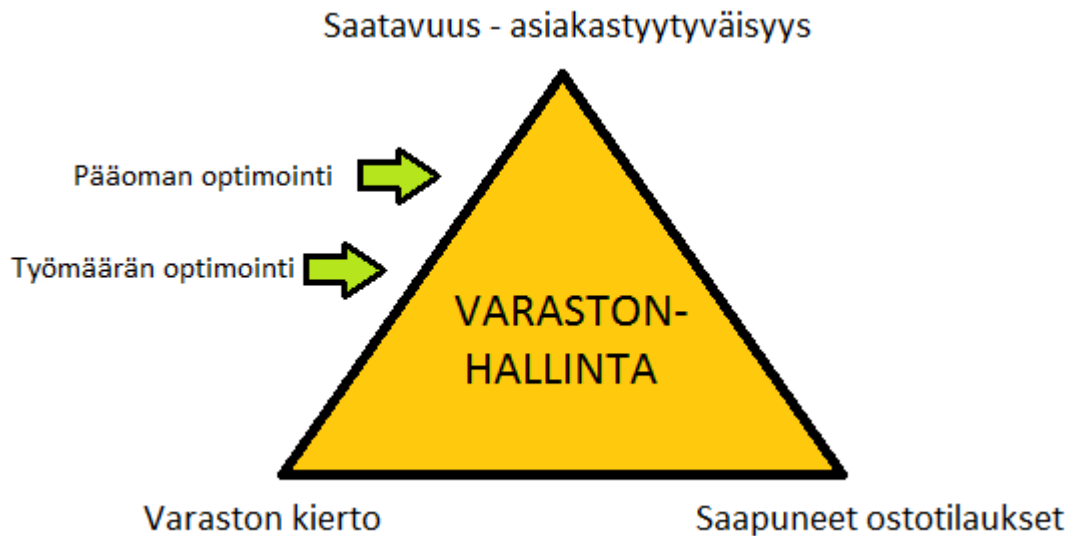 Saatavuus - asiakastyytyväisyys
Pääoman optimointi
Työmäärän optimointi
VARASTON-
HALLINTA
Varaston kierto
Saapuneet ostotilaukset